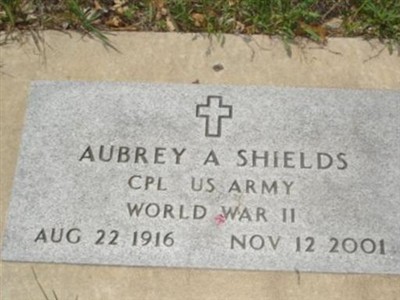 AUBREY A SHIELDS
CPL US ARMY
WORLD WAR II
AUG 22 1916 NOV 12 2001